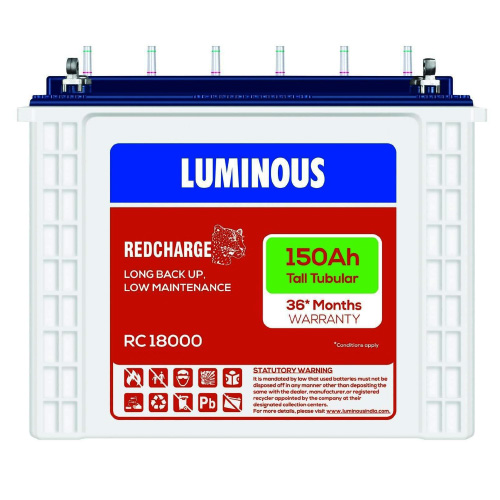 LUMINOUS
REDCHARGE
LONG BACK UP,
LOW MAINTENANCE
RC 18000
150Ah
Tall Tubular
36* Months
WARRANTY
*Conditions apply
STATUTORY WARNING
It is mandated by law that used batteries must not be
disposed off in any manner other than depositing the
same with the dealer, manufacturer,or registered
recycler appointed by the company at their
designated collection centers.
For more details, please visit www.luminousindia.com
Pb